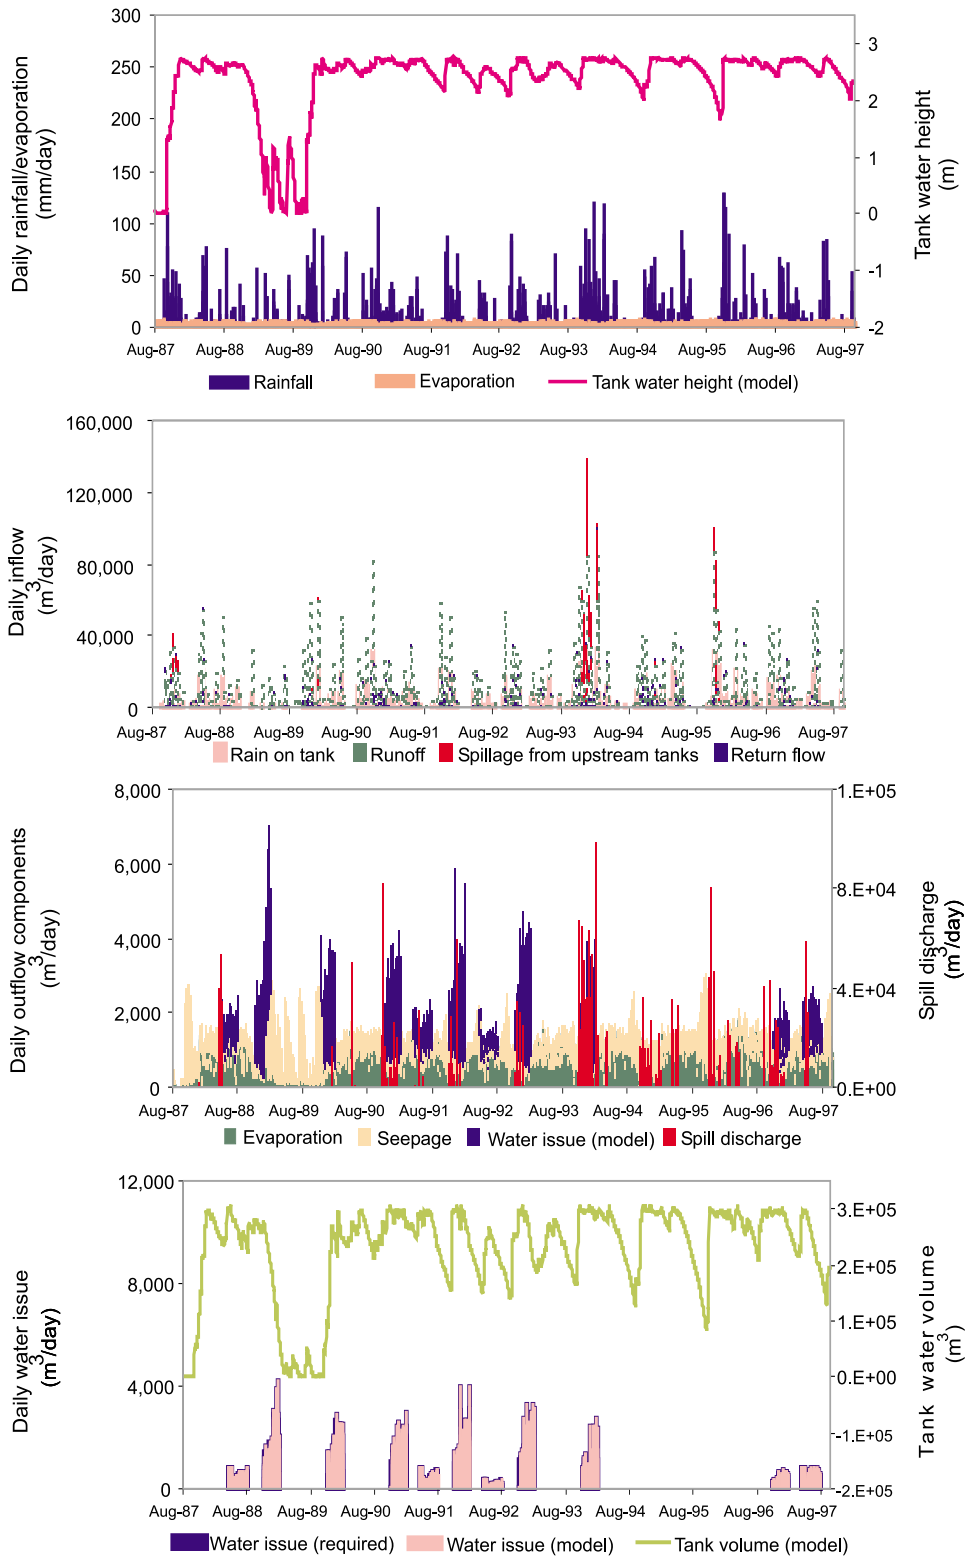 Daily rainfall/evaporation
(mm/day)
300
250
200
150
100
50
0
3
2
1
0
-1
-2
Tank water height
(m)
Aug-87 Aug-88 Aug-89 Aug-90 Aug-91 Aug-92 Aug-93 Aug-94 Aug-95 Aug-96 Aug-97
Rainfall Evaporation Tank water height (model)
Daily inflow
(m3/day)
160,000
120,000
80,000
40,000
0
Aug-87 Aug-88 Aug-89 Aug-90 Aug-91 Aug-92 Aug-93 Aug-94 Aug-95 Aug-96 Aug-97
Rain on tank Runoff Spillage from upstream tanks Return flow
Daily outflow components
(m3/day)
8,000
6,000
4,000
2,000
0
1.E+05
8.E+04
4.E+04
0.E+00
Spill discharge
(m3/day)
Aug-87 Aug-88 Aug-89 Aug-90 Aug-91 Aug-92 Aug-93 Aug-94 Aug-95 Aug-96 Aug-97
Evaporation Seepage Water issue (model) Spill discharge
Daily water issue
(m3/day)
12,000
8,000
4,000
0
3.E+05
2.E+05
1.E+05
0.E+00
-1.E+05
-2.E+05
Tank water volume
(m3)
Aug-87 Aug-88 Aug-89 Aug-90 Aug-91 Aug-92 Aug-93 Aug-94 Aug-95 Aug-96 Aug-97
Water issue (required) Water issue (model) Tank volume (model)